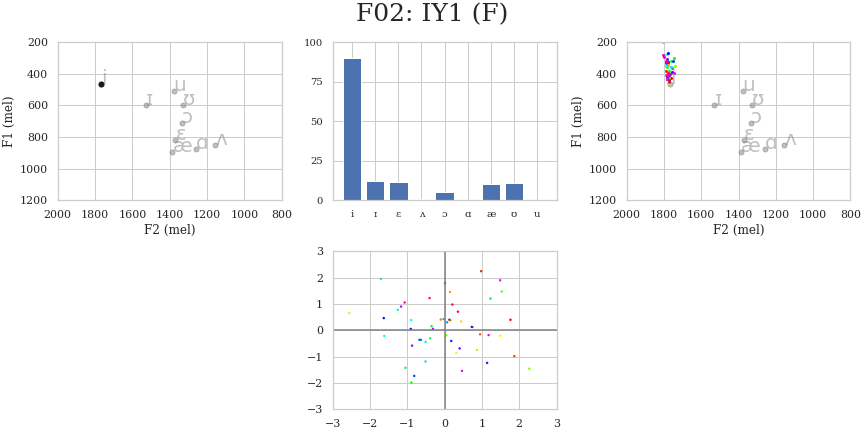 F02: IY1 (F)
200
400
600
800
1000
1200
F1 (mel)
2000
1800
1600
1400
1200
1000
800
F2 (mel)
i
ɪ
u
ʊ
ɔ
ɛ
æ
ɑ
ʌ
100
75
50
25
0
i
ɪ
ɛ
ʌ
ɔ
ɑ
æ
ʊ
u
200
400
600
800
1000
1200
F1 (mel)
2000
1800
1600
1400
1200
1000
800
F2 (mel)
ɪ
u
ʊ
ɔ
ɛ
æ
ɑ
ʌ
3
2
1
0
−1
−2
−3
−3
−2
−1
0
1
2
3